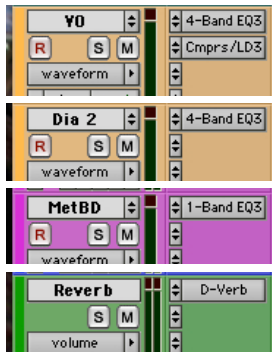 VO 4-Band EQ3
R S M Cmprs/LD3
waveform
Dia 2 4-Band EQ3
R S M
waveform
MetBD 1-Band EQ3
R S M
waveform
Reverb D-Verb
S M
volume